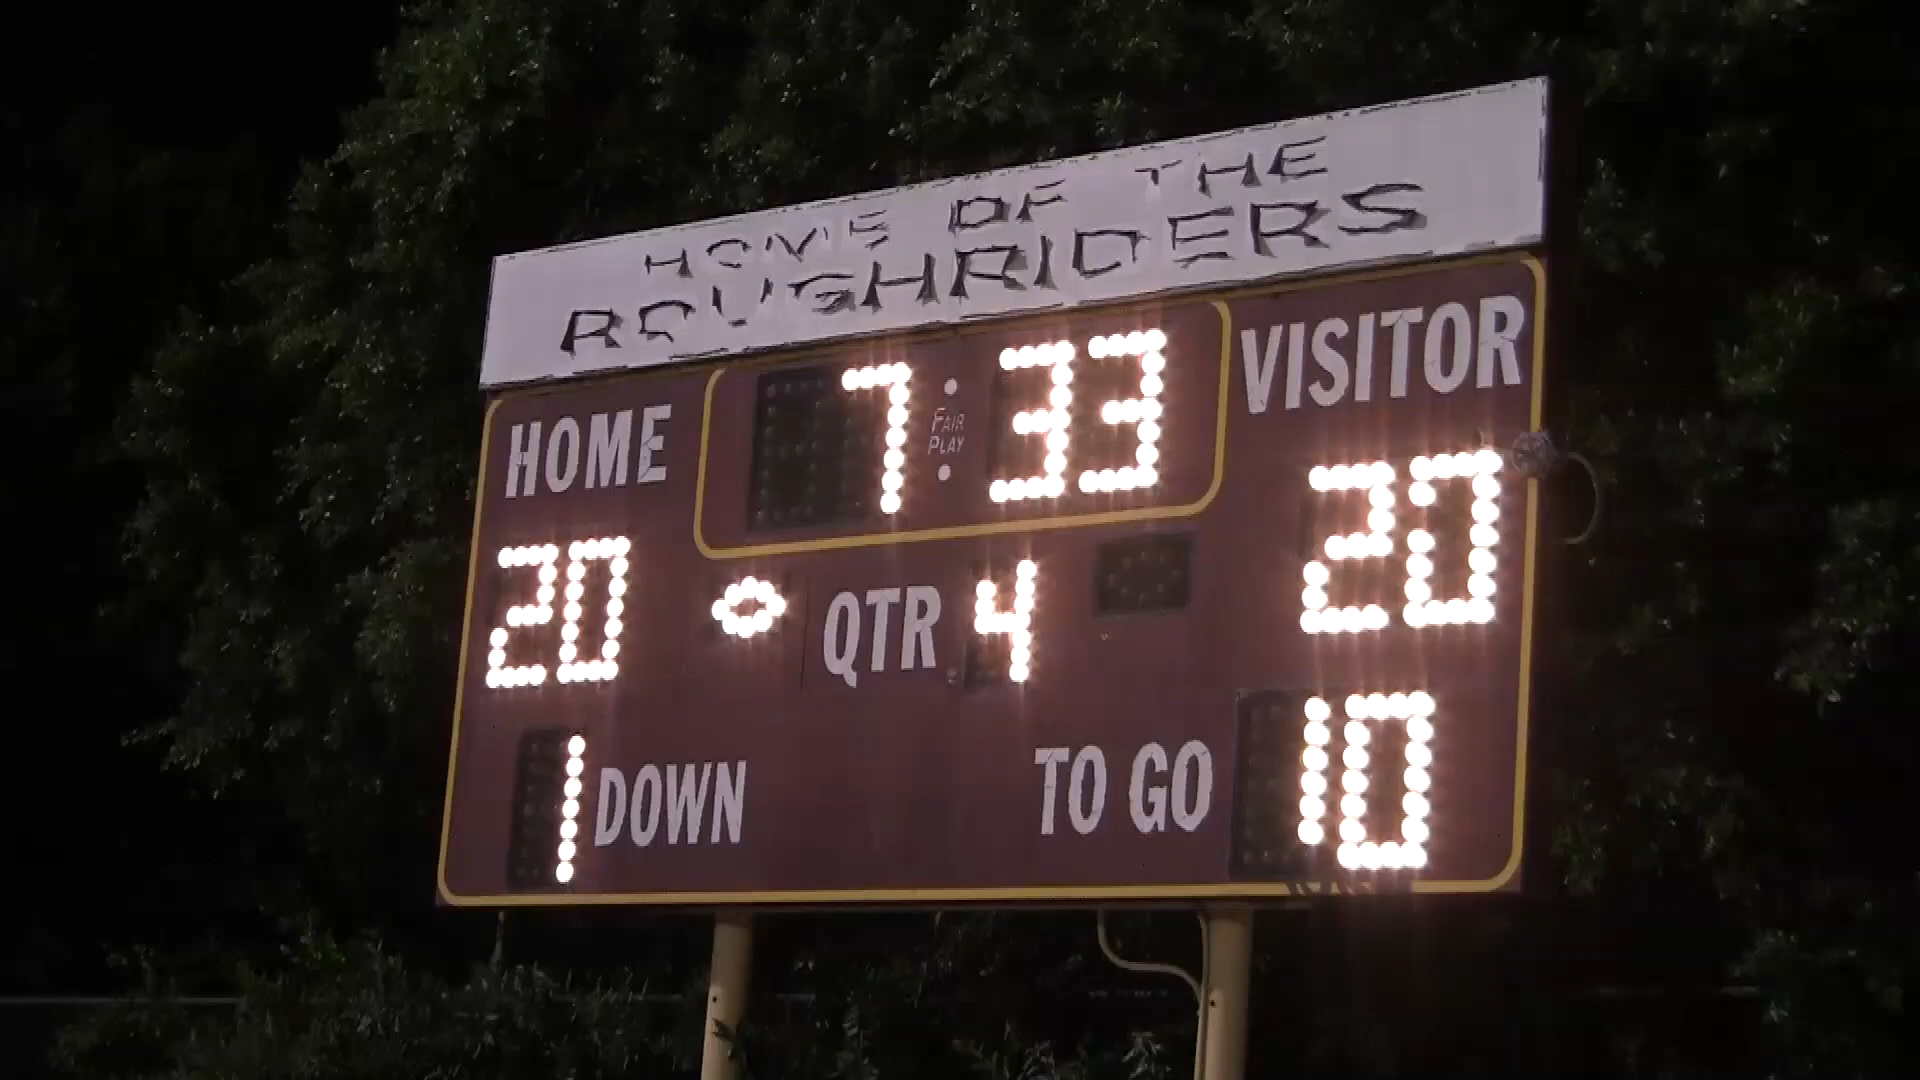 HOME OF THE
ROUGHRIDERS
HOME
7:33
FAIR
PLAY
VISITOR
20
QTR 4
20
1 DOWN
TO GO 10